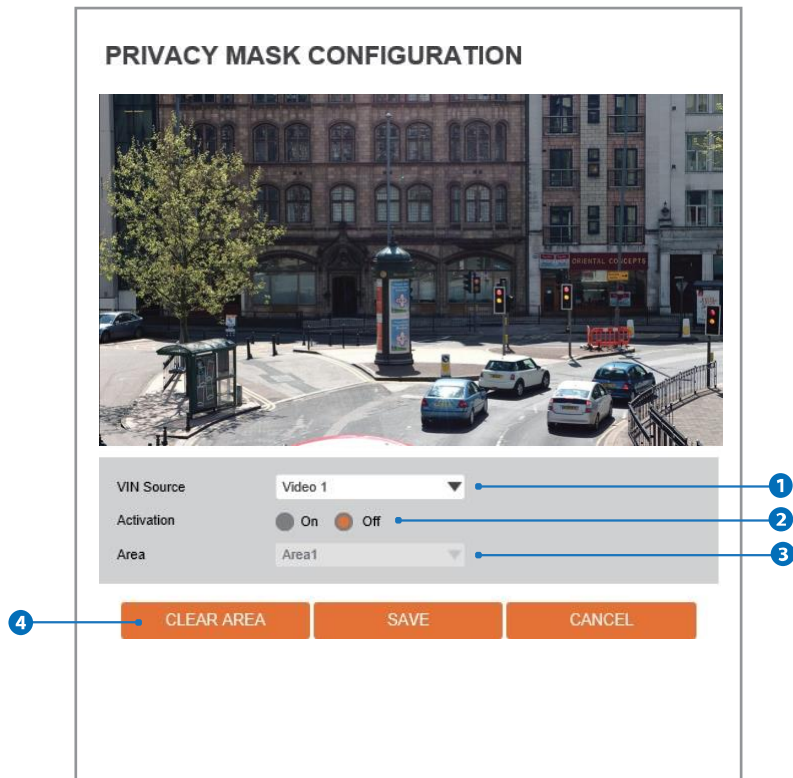 PRIVACY MASK CONFIGURATION
ORIENTAL CONCEPTS
VIN Source Video 1 1
Activation On Off 2
Area Area1 3
4 CLEAR AREA SAVE CANCEL